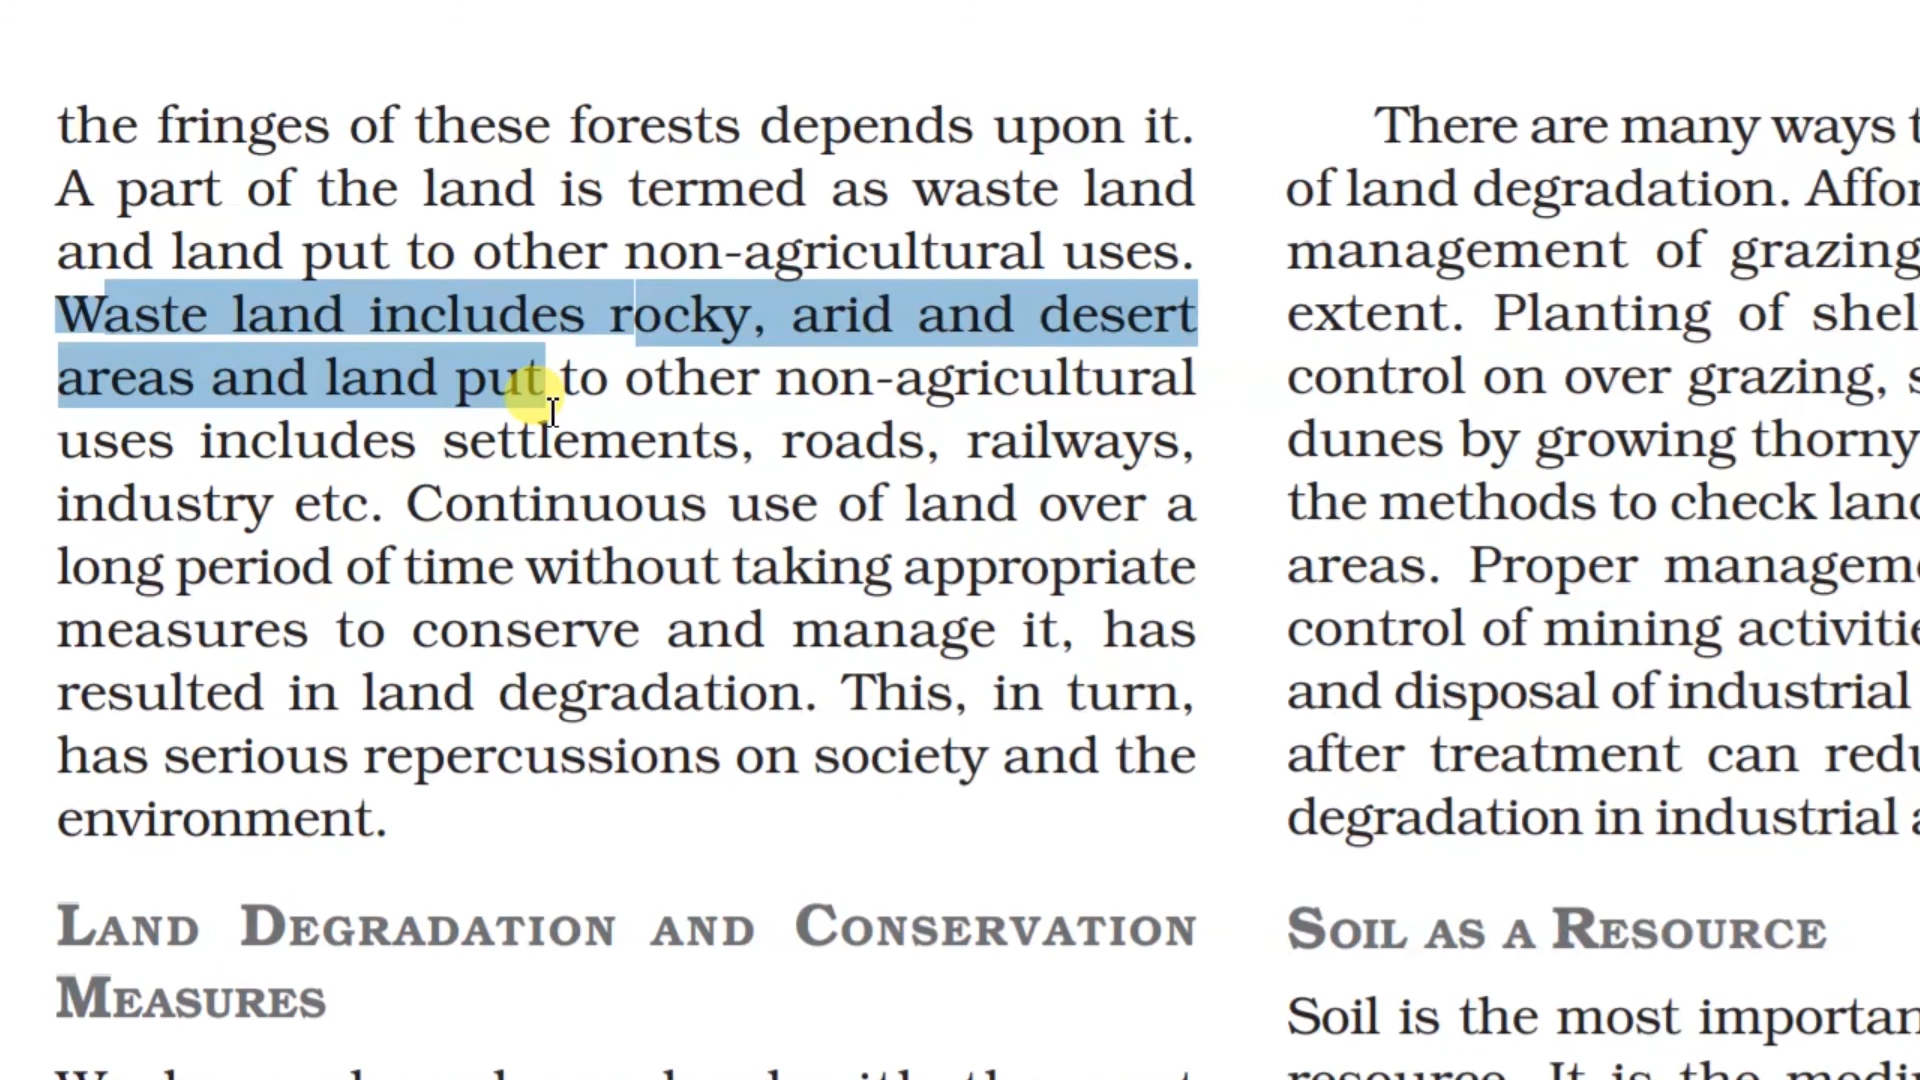 the fringes of these forests depends upon it.
A part of the land is termed as waste land
and land put to other non-agricultural uses.
Waste land includes rocky, arid and desert
areas and land put to other non-agricultural
uses includes settlements, roads, railways,
industry etc. Continuous use of land over a
long period of time without taking appropriate
measures to conserve and manage it, has
resulted in land degradation. This, in turn,
has serious repercussions on society and the
environment.
LAND DEGRADATION AND CONSERVATION
MEASURES
There are many ways
of land degradation.
management of grazing
extent. Planting of
control on over grazing,
dunes by growing thorny
the methods to check
areas. Proper
control of mining
and disposal of industrial
after treatment can
degradation in industrial
SOIL AS A RESOURCE
Soil is the most
resource. It is the